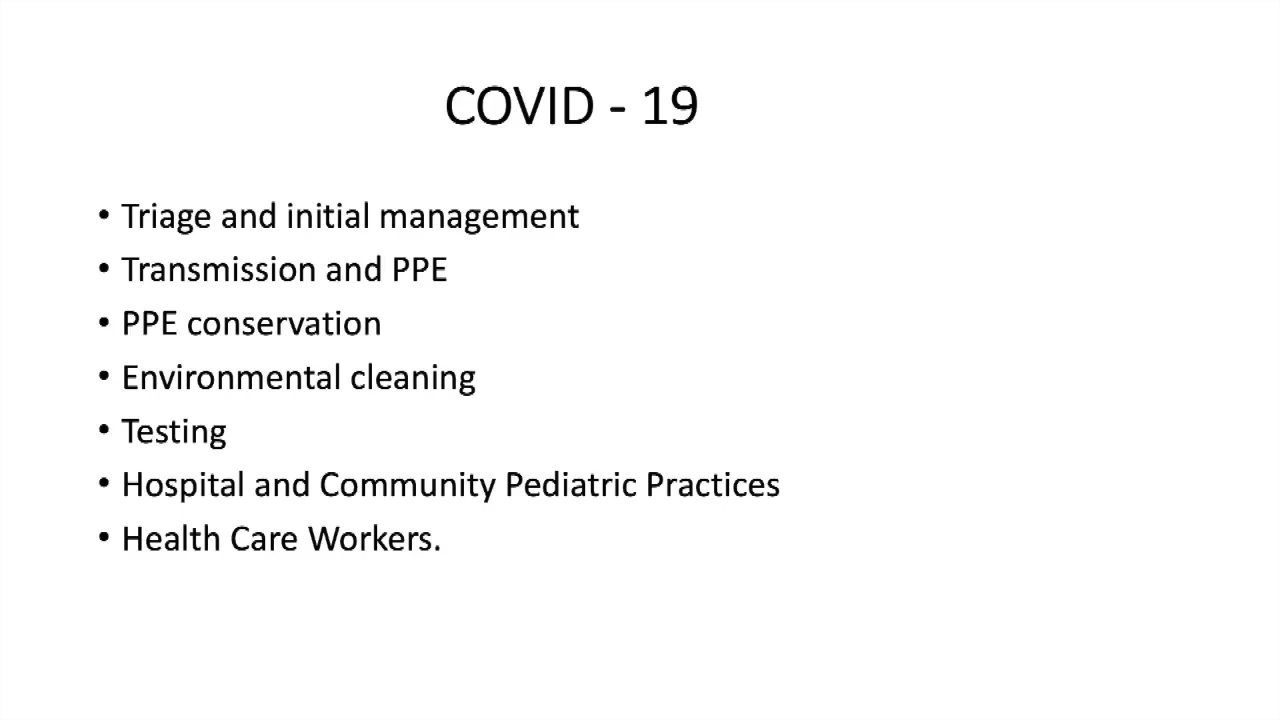 COVID - 19
• Triage and initial management
• Transmission and PPE
• PPE conservation
• Environmental cleaning
• Testing
• Hospital and Community Pediatric Practices
• Health Care Workers.